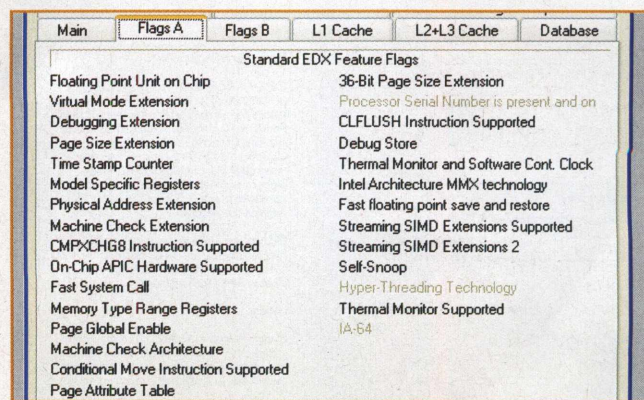 Main
Flags A
Flags B
L1 Cache
L2+L3 Cache
Database
Standard EDX Feature Flags
Floating Point Unit on Chip
Virtual Mode Extension
Debugging Extension
Page Size Extension
Time Stamp Counter
Model Specific Registers
Physical Address Extension
Machine Check Extension
CMPXCHG8 Instruction Supported
On-Chip APIC Hardware Supported
Fast System Call
Memory Type Range Registers
Page Global Enable
Machine Check Architecture
Conditional Move Instruction Supported
Page Attribute Table
36-Bit Page Size Extension
Processor Serial Number is present and on
CLFLUSH Instruction Supported
Debug Store
Thermal Monitor and Software Cont. Clock
Intel Architecture MMX technology
Fast floating point save and restore
Streaming SIMD Extensions Supported
Streaming SIMD Extensions 2
Self-Snoop
Hyper-Threading Technology
Thermal Monitor Supported
IA-64